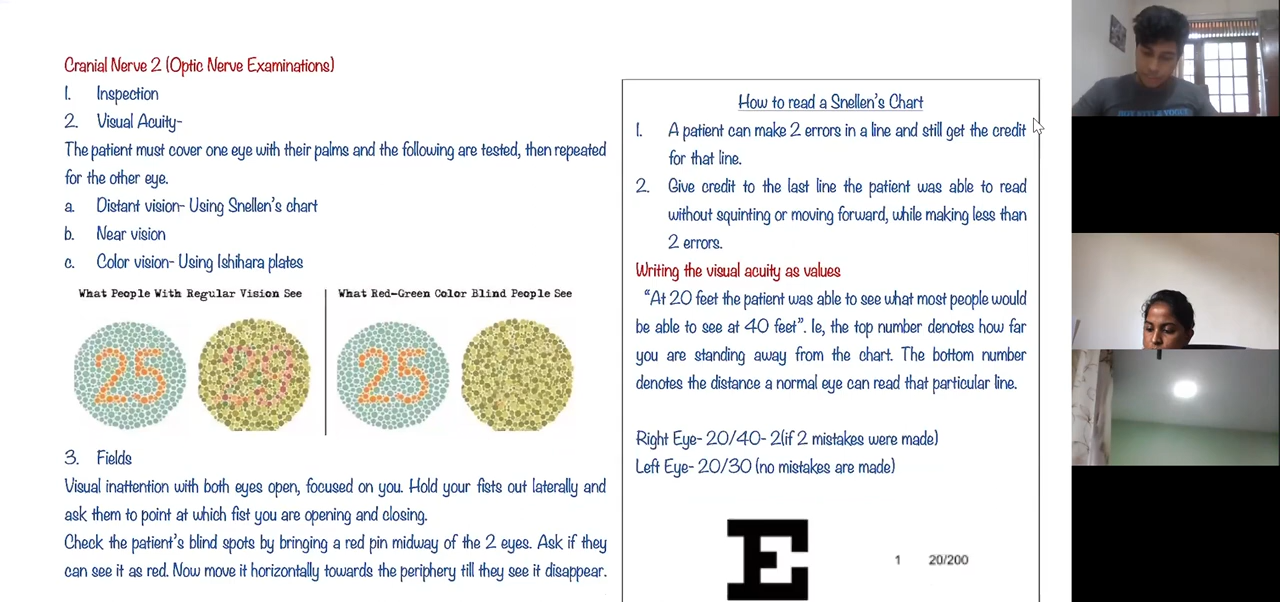 Cranial Nerve 2 (Optic Nerve Examinations)
1. Inspection
2. Visual Acuity-
The patient must cover one eye with their palms and the following are tested, then repeated
for the other eye.
a. Distant vision- Using Snellen's chart
b. Near vision
c. Color vision- Using Ishihara plates
What People With Regular Vision See
What Red-Green Color Blind People See
25
29
25
3. Fields
Visual inattention with both eyes open, focused on you. Hold your fists out laterally and
ask them to point at which fist you are opening and closing.
Check the patient's blind spots by bringing a red pin midway of the 2 eyes. Ask if they
can see it as red. Now move it horizontally towards the periphery till they see it disappear.
How to read a Snellen's Chart
1. A patient can make 2 errors in a line and still get the credit
for that line.
2. Give credit to the last line the patient was able to read
without squinting or moving forward, while making less than
2 errors.
Writing the visual acuity as values
"At 20 feet the patient was able to see what most people would
be able to see at 40 feet". Ie, the top number denotes how far
you are standing away from the chart. The bottom number
denotes the distance a normal eye can read that particular line.
Right Eye- 20/40- 2(if 2 mistakes were made)
Left Eye- 20/30 (no mistakes are made)
E 1 20/200